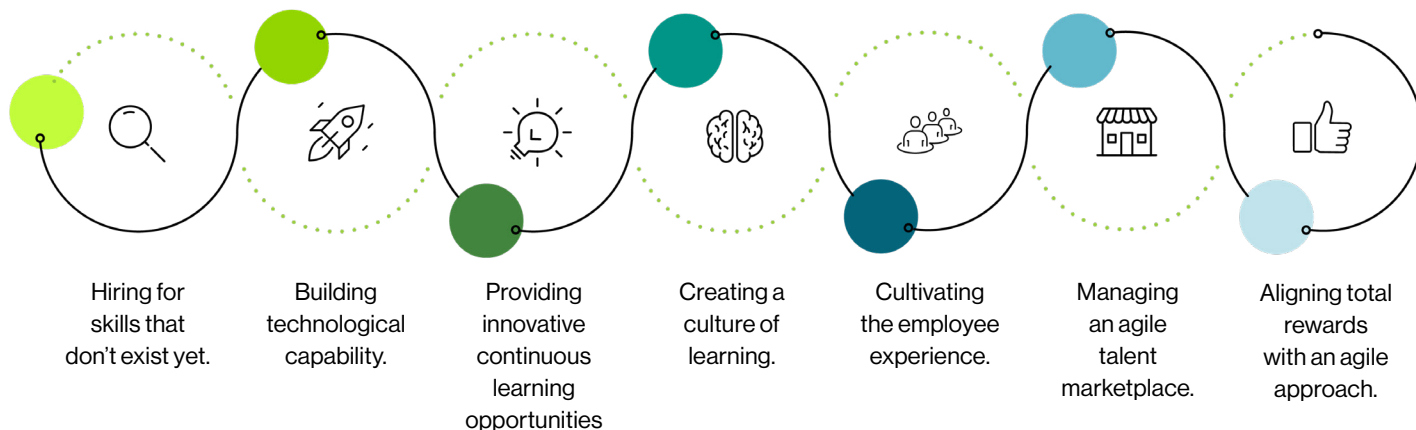 Hiring for
skills that
don't exist yet.
Building
technological
capability.
Providing
innovative
continuous
learning
opportunities
Creating a
culture of
learning.
Cultivating
the employee
experience.
Managing
an agile
talent
marketplace.
Aligning total
rewards
with an agile
approach.